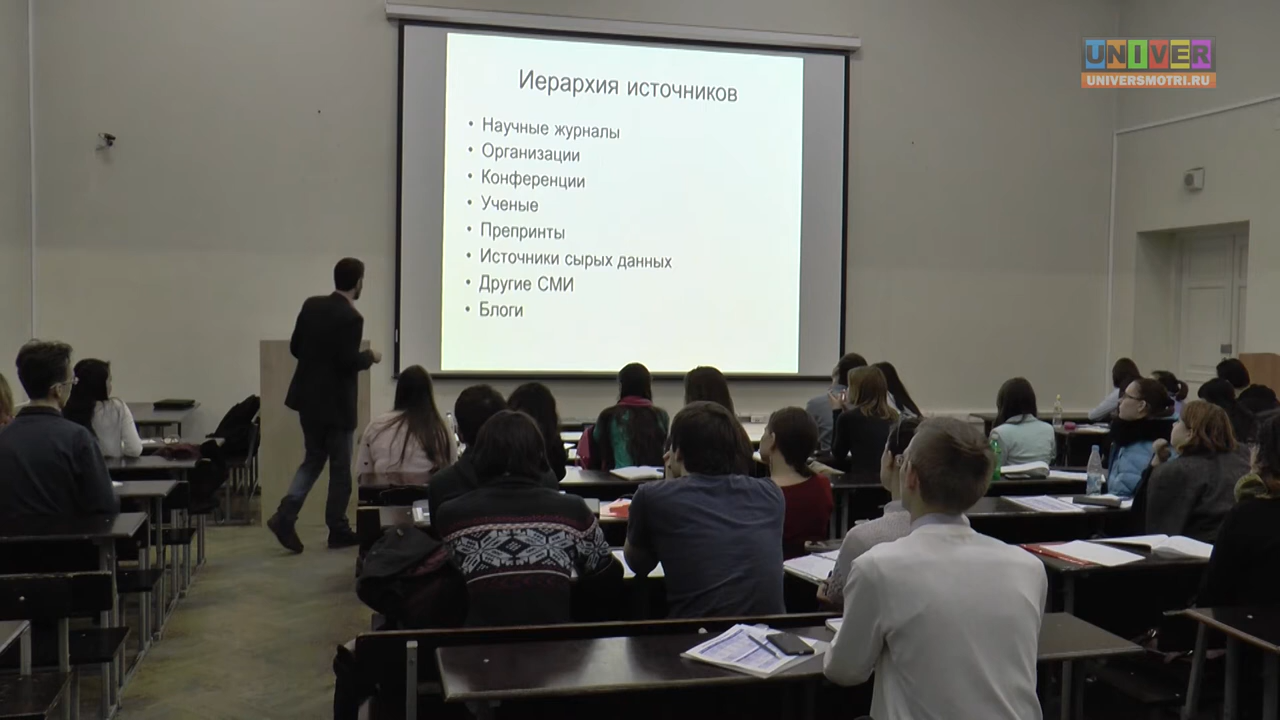 UNIVER
UNIVERSMOTRI.RU
Иерархия источников
• Научные журналы
• Организации
• Конференции
• Ученые
• Препринты
• Источники сырых данных
• Другие СМИ
• Блоги